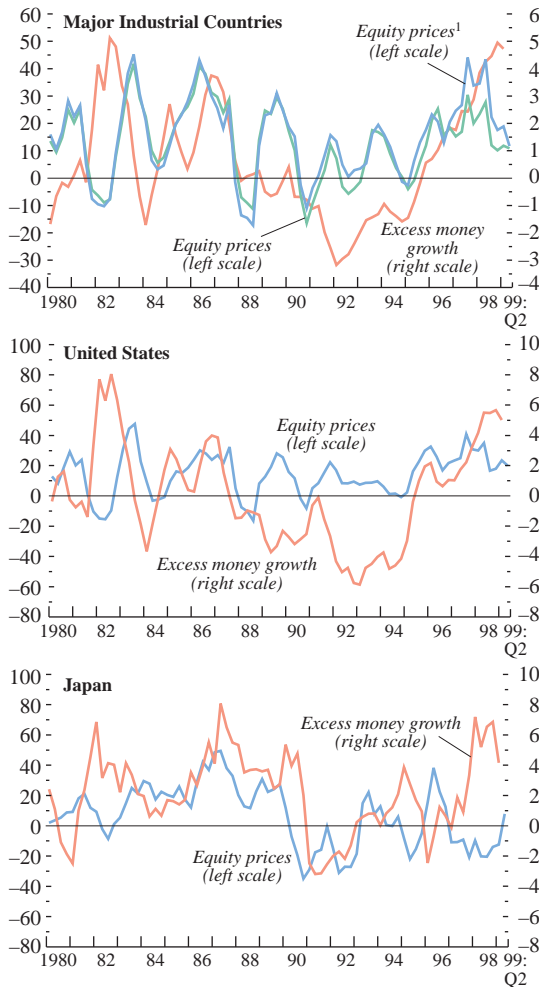 Major Industrial Countries
60
50
40
30
20
10
0
–10
–20
–30
–40
6
5
4
3
2
1
0
–1
–2
–3
–4
Equity prices¹
(left scale)
Equity prices
(left scale)
Excess money
growth
(right scale)
1980 82 84 86 88 90 92 94 96 98 99:
Q2
United States
100
80
60
40
20
0
–20
–40
–60
–80
10
8
6
4
2
0
–2
–4
–6
–8
Equity prices
(left scale)
Excess money growth
(right scale)
1980 82 84 86 88 90 92 94 96 98 99:
Q2
Japan
100
80
60
40
20
0
–20
–40
–60
–80
10
8
6
4
2
0
–2
–4
–6
–8
Excess money growth
(right scale)
Equity prices
(left scale)
1980 82 84 86 88 90 92 94 96 98 99:
Q2